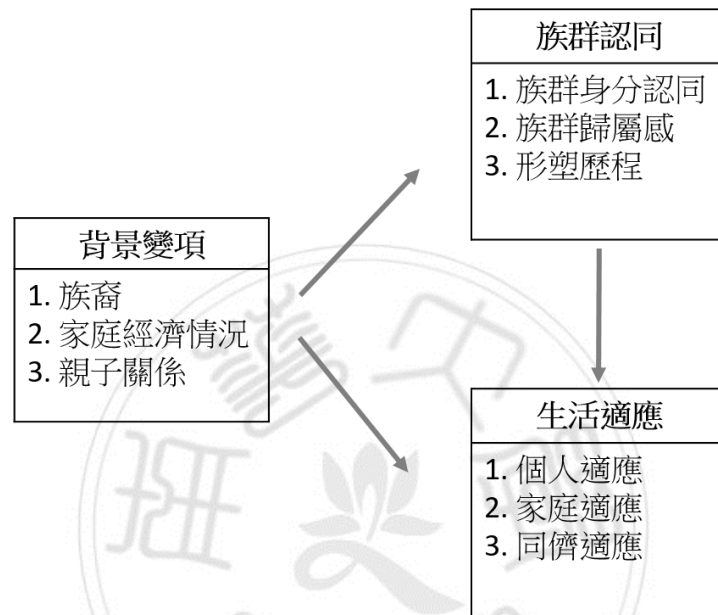 族群認同
1. 族群身分認同
2. 族群歸屬感
3. 形塑歷程
背景變項
1. 族裔
2. 家庭經濟情況
3. 親子關係
生活適應
1. 個人適應
2. 家庭適應
3. 同儕適應